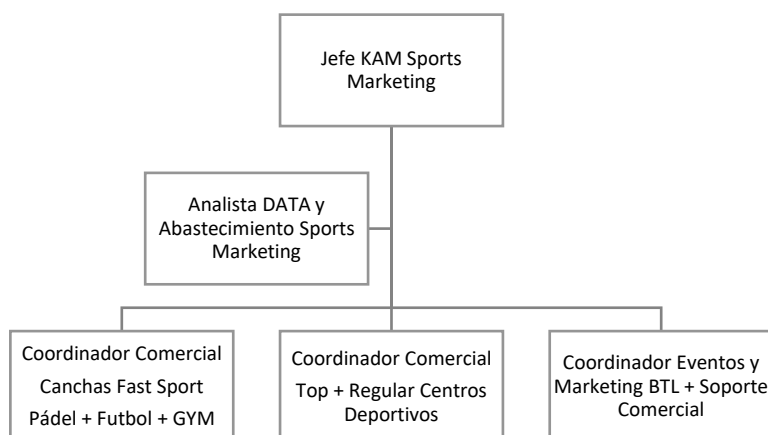 Jefe KAM Sports
Marketing
Analista DATA y
Abastecimiento Sports
Marketing
Coordinador Comercial
Canchas Fast Sport
Pádel + Futbol + GYM
Coordinador Comercial
Top + Regular Centros
Deportivos
Coordinador Eventos y
Marketing BTL + Soporte
Comercial